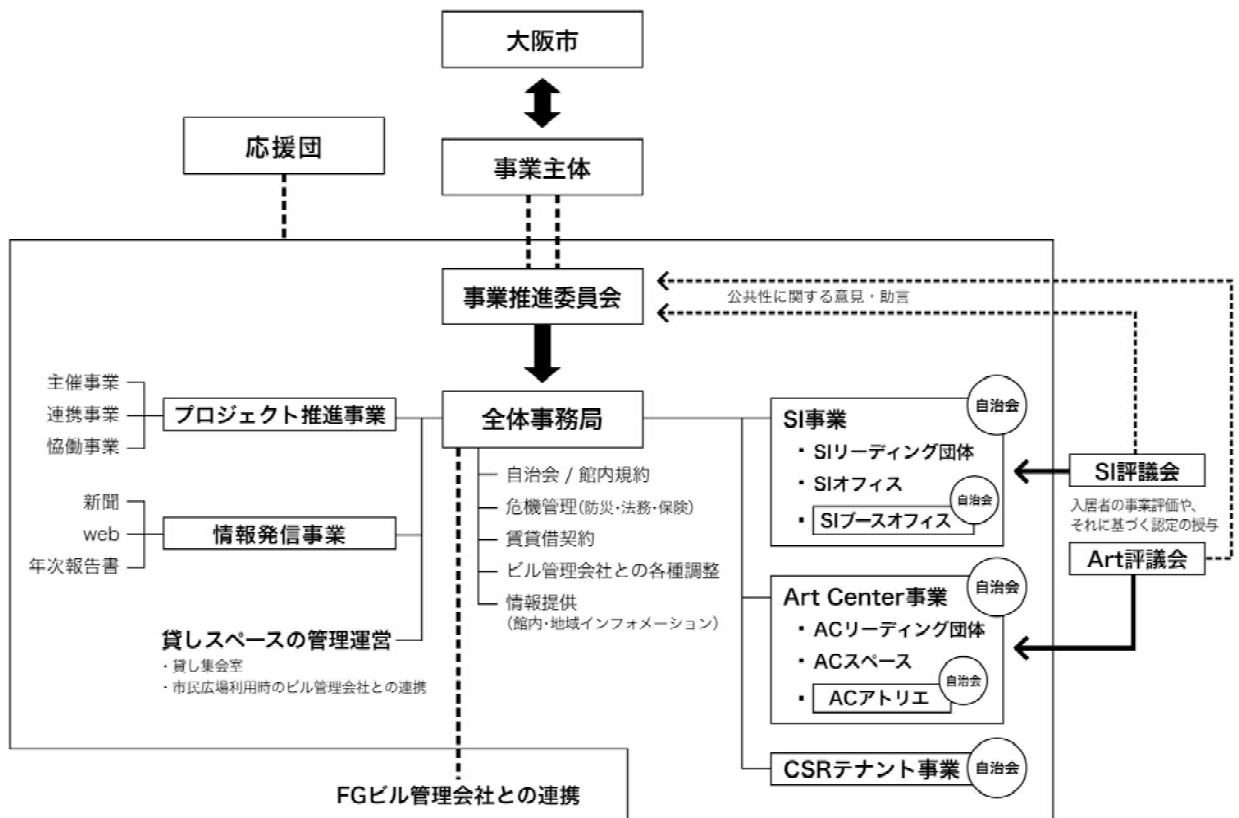 大阪市
応援団
事業主体
事業推進委員会
公共性に関する意見・助言
主催事業
連携事業
協働事業
プロジェクト推進事業
全体事務局
自治会 / 館内規約
危機管理(防災・法務・保険)
賃貸借契約
ビル管理会社との各種調整
情報提供
(館内・地域インフォメーション)
新聞
web
年次報告書
情報発信事業
貸しスペースの管理運営
・貸し集会室
・市民広場利用時のビル管理会社との連携
FGビル管理会社との連携
自治会
SI事業
・SIリーディング団体
・SIオフィス
自治会
・SIブースオフィス
自治会
Art Center事業
・ACリーディング団体
・ACスペース
自治会
・ACアトリエ
CSRテナント事業
自治会
SI評議会
入居者の事業評価や、
それに基づく認定の授与
Art評議会